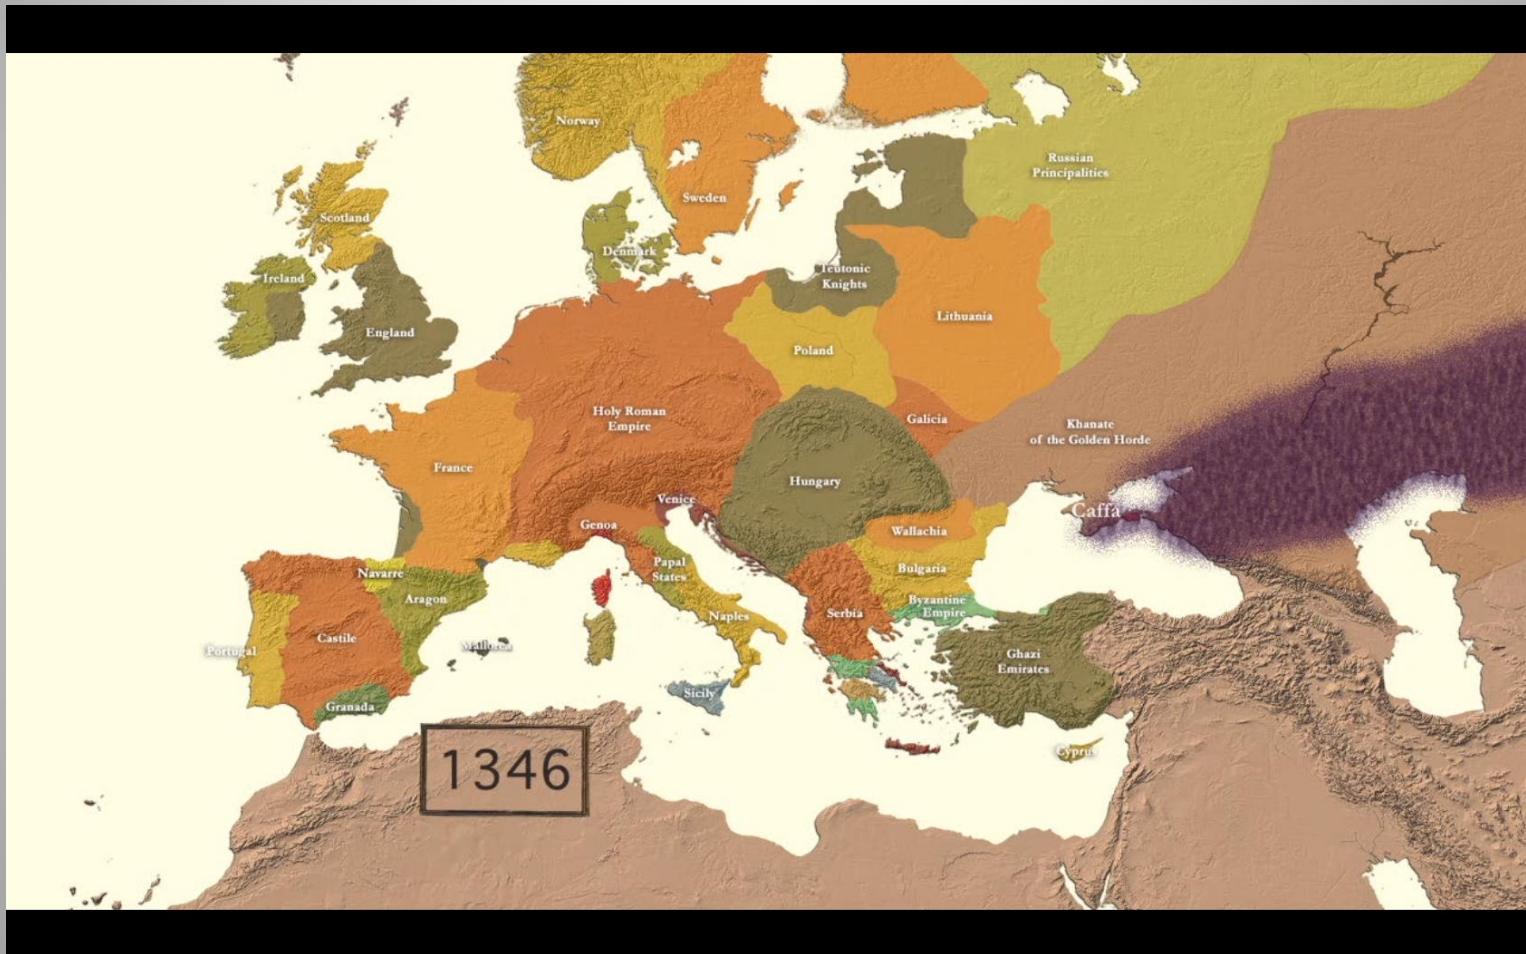 Norway
Sweden
Russian
Principalities
Scotland
Denmark
Ireland
Teutonic
Knights
England
Lithuania
Poland
Holy Roman
Empire
Galicia
Khanate
of the Golden Horde
France
Hungary
Venice
Caffa
Genoa
Wallachia
Navarre
Papal
States
Bulgaria
Aragon
Byzantine
Empire
Naples
Serbia
Castile
Mallorca
Portugal
Ghazi
Emirates
Sicily
Granada
Cyprus
1346